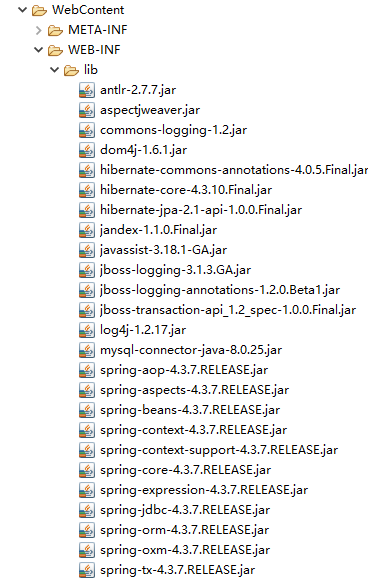 WebContent
META-INF
WEB-INF
lib
antlr-2.7.7.jar
aspectjweaver.jar
commons-logging-1.2.jar
dom4j-1.6.1.jar
hibernate-commons-annotations-4.0.5.Final.jar
hibernate-core-4.3.10.Final.jar
hibernate-jpa-2.1-api-1.0.0.Final.jar
jandex-1.1.0.Final.jar
javassist-3.18.1-GA.jar
jboss-logging-3.1.3.GA.jar
jboss-logging-annotations-1.2.0.Beta1.jar
jboss-transaction-api_1.2_spec-1.0.0.Final.jar
log4j-1.2.17.jar
mysql-connector-java-8.0.25.jar
spring-aop-4.3.7.RELEASE.jar
spring-aspects-4.3.7.RELEASE.jar
spring-beans-4.3.7.RELEASE.jar
spring-context-4.3.7.RELEASE.jar
spring-context-support-4.3.7.RELEASE.jar
spring-core-4.3.7.RELEASE.jar
spring-expression-4.3.7.RELEASE.jar
spring-jdbc-4.3.7.RELEASE.jar
spring-orm-4.3.7.RELEASE.jar
spring-oxm-4.3.7.RELEASE.jar
spring-tx-4.3.7.RELEASE.jar